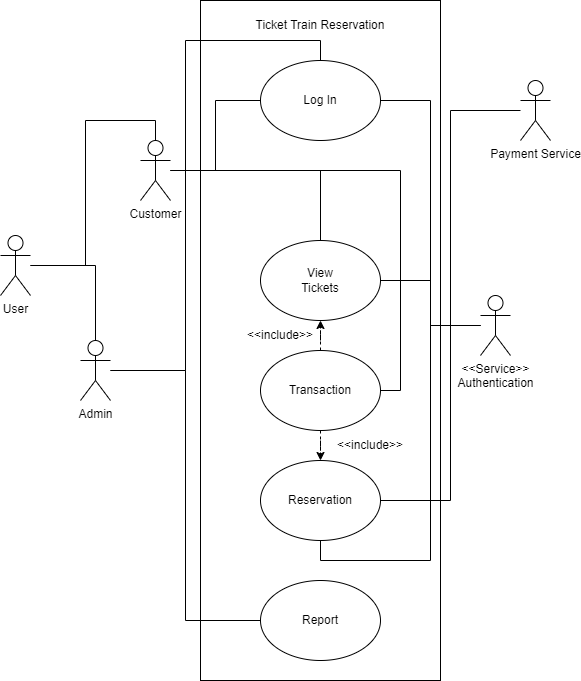 Ticket Train Reservation
Log In
Payment Service
Customer
View
Tickets
User
<<include>>
<<Service>>
Authentication
Transaction
Admin
<<include>>
Reservation
Report